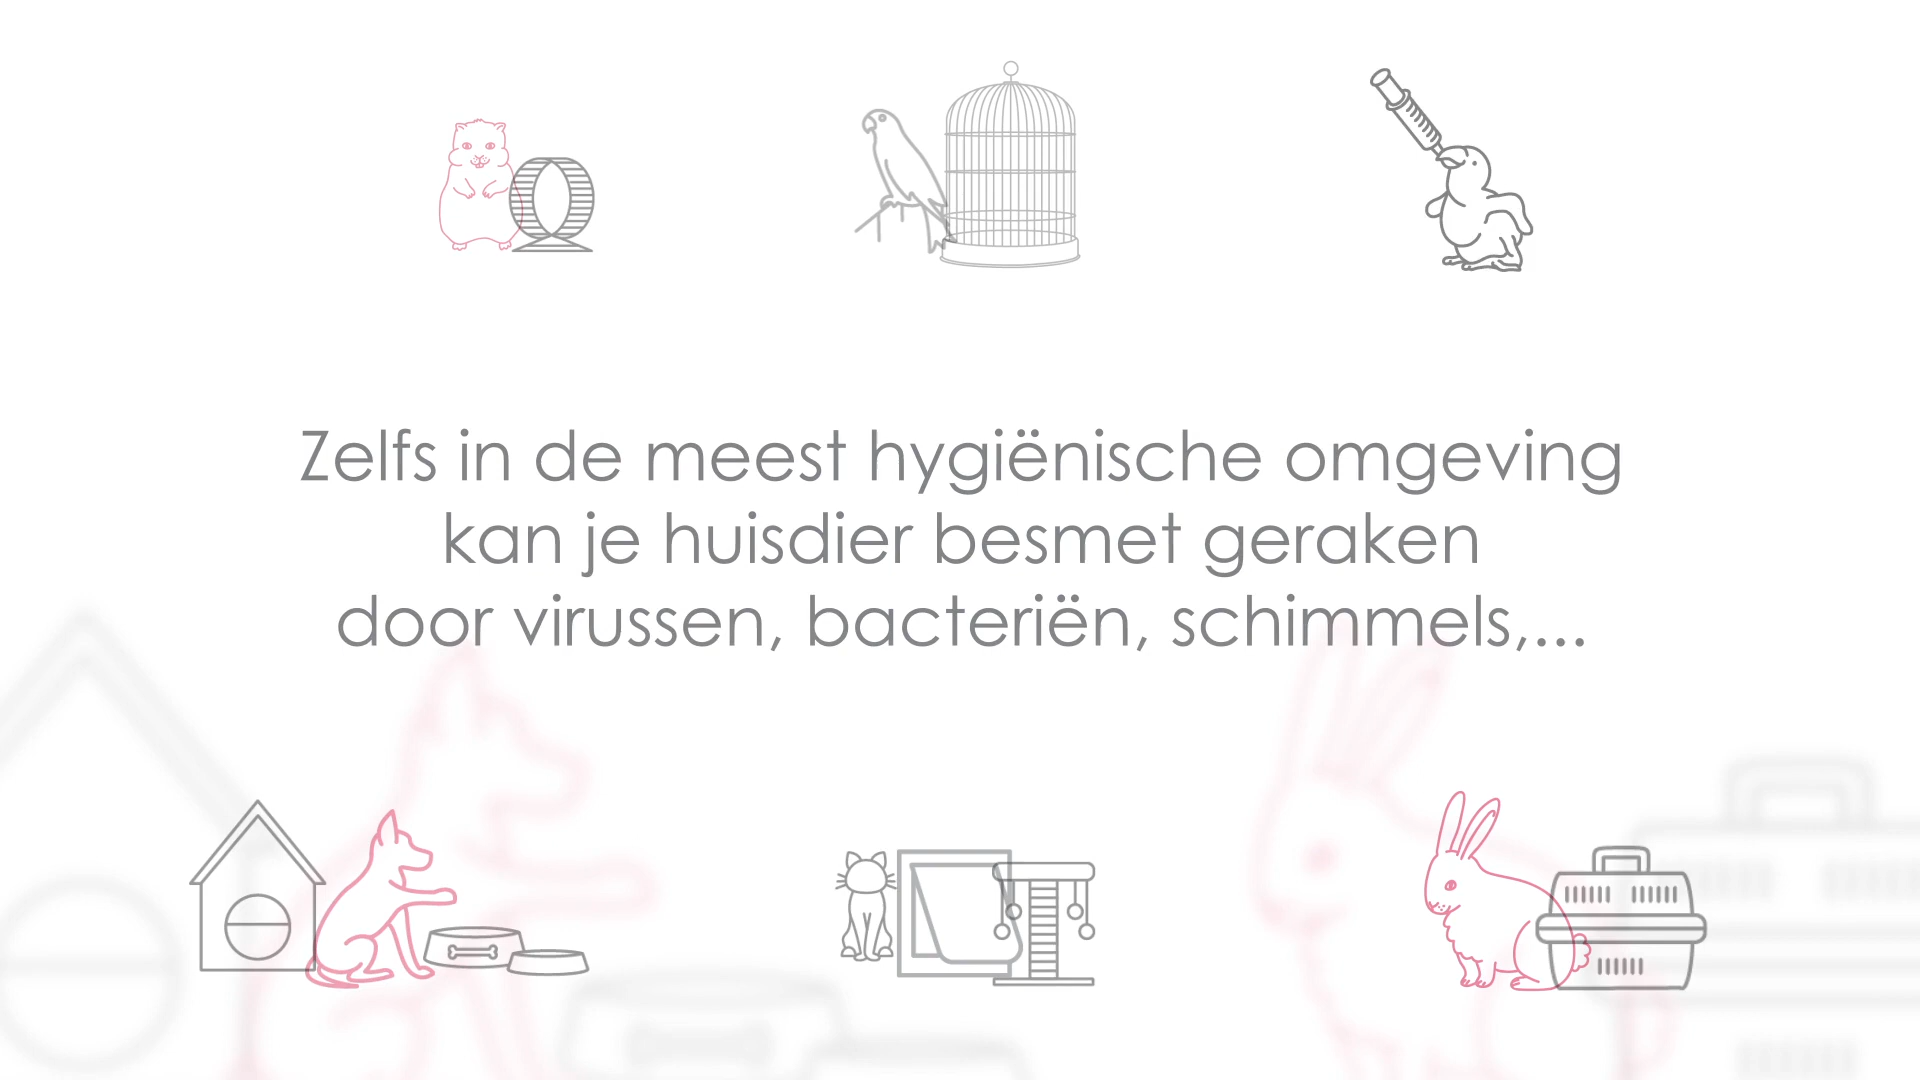 Zelfs in de meest hygiënische omgeving
kan je huisdier besmet geraken
door virussen, bacteriën, schimmels,...